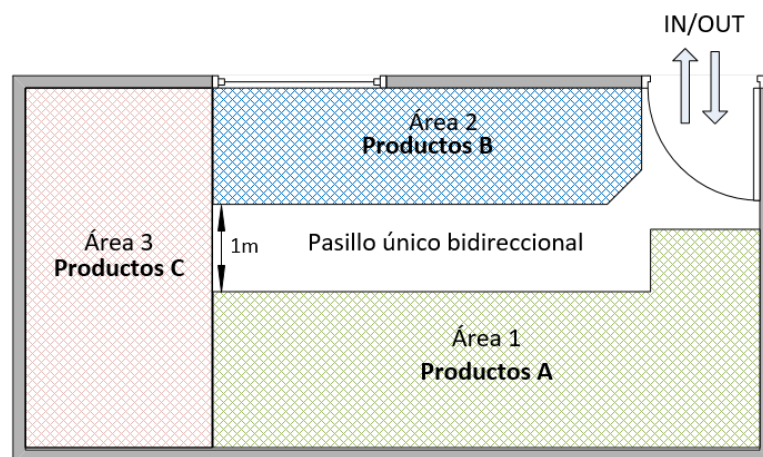 IN/OUT
Área 2
Productos B
Área 3
Productos C
1m
Pasillo único bidireccional
Área 1
Productos A